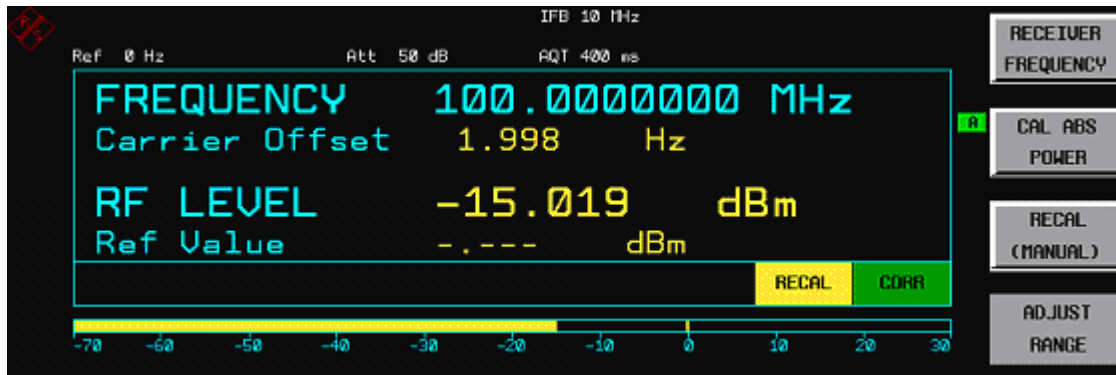 R S
IFB 10 MHz
Ref 0 Hz Att 50 dB AQT 400 ms
FREQUENCY 100.0000000 MHz
Carrier Offset 1.998 Hz
RF LEVEL -15.019 dBm
Ref Value -.--- dBm
RECAL CORR
-70 -60 -50 -40 -30 -20 -10 0 10 20 30
A
RECEIVER
FREQUENCY
CAL ABS
POWER
RECAL
(MANUAL)
ADJUST
RANGE